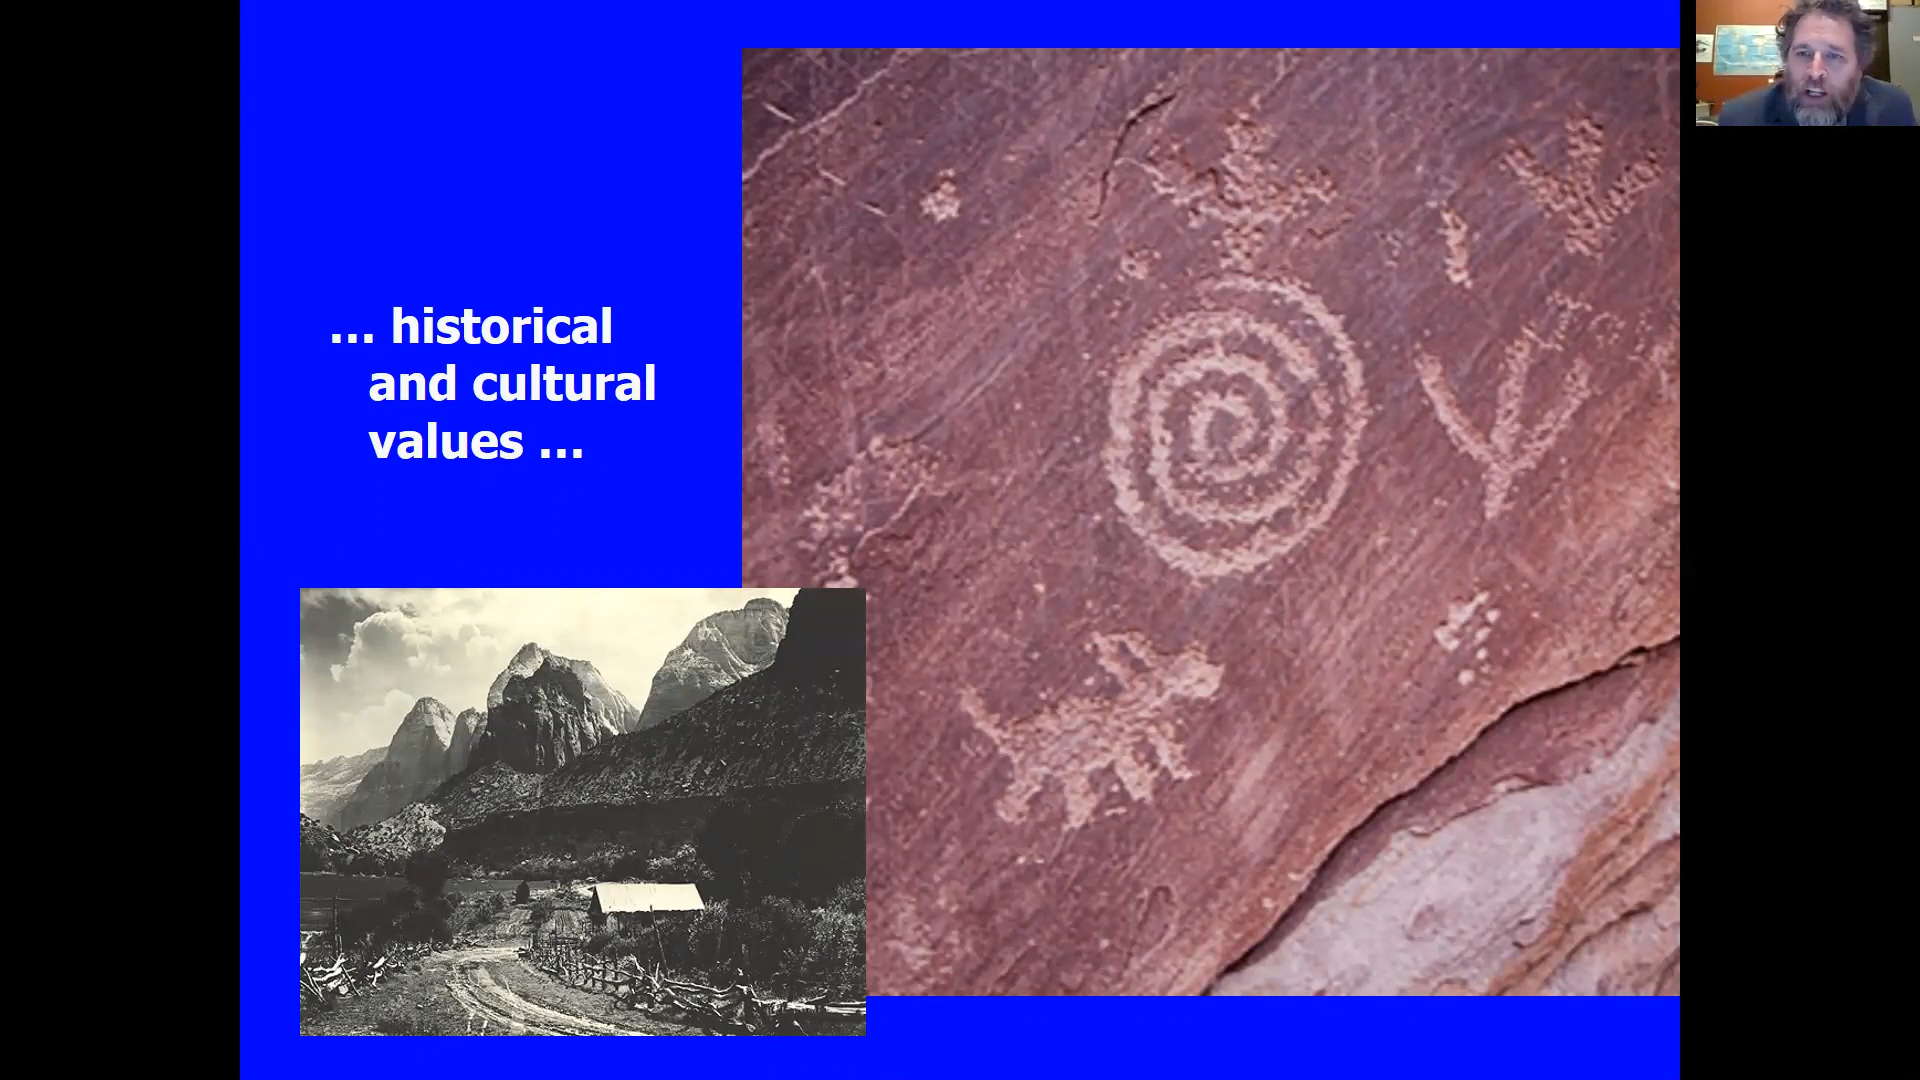 ... historical
and cultural
values ...